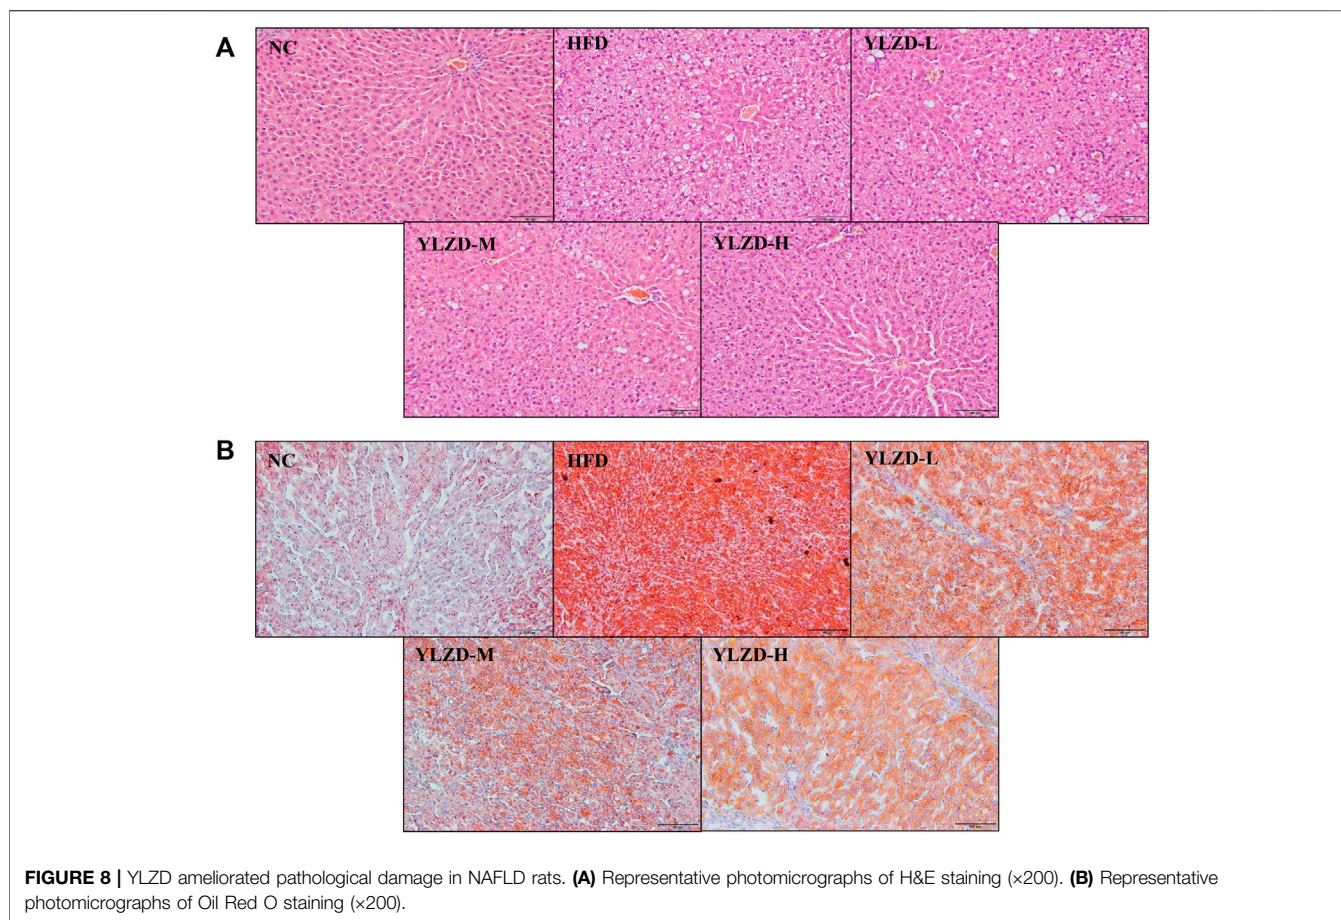 A
NC
HFD
YLZD-L
YLZD-M
YLZD-H
B
NC
HFD
YLZD-L
YLZD-M
YLZD-H
FIGURE 8 | YLZD ameliorated pathological damage in NAFLD rats. (A) Representative photomicrographs of H&E staining (×200). (B) Representative
photomicrographs of Oil Red O staining (×200).